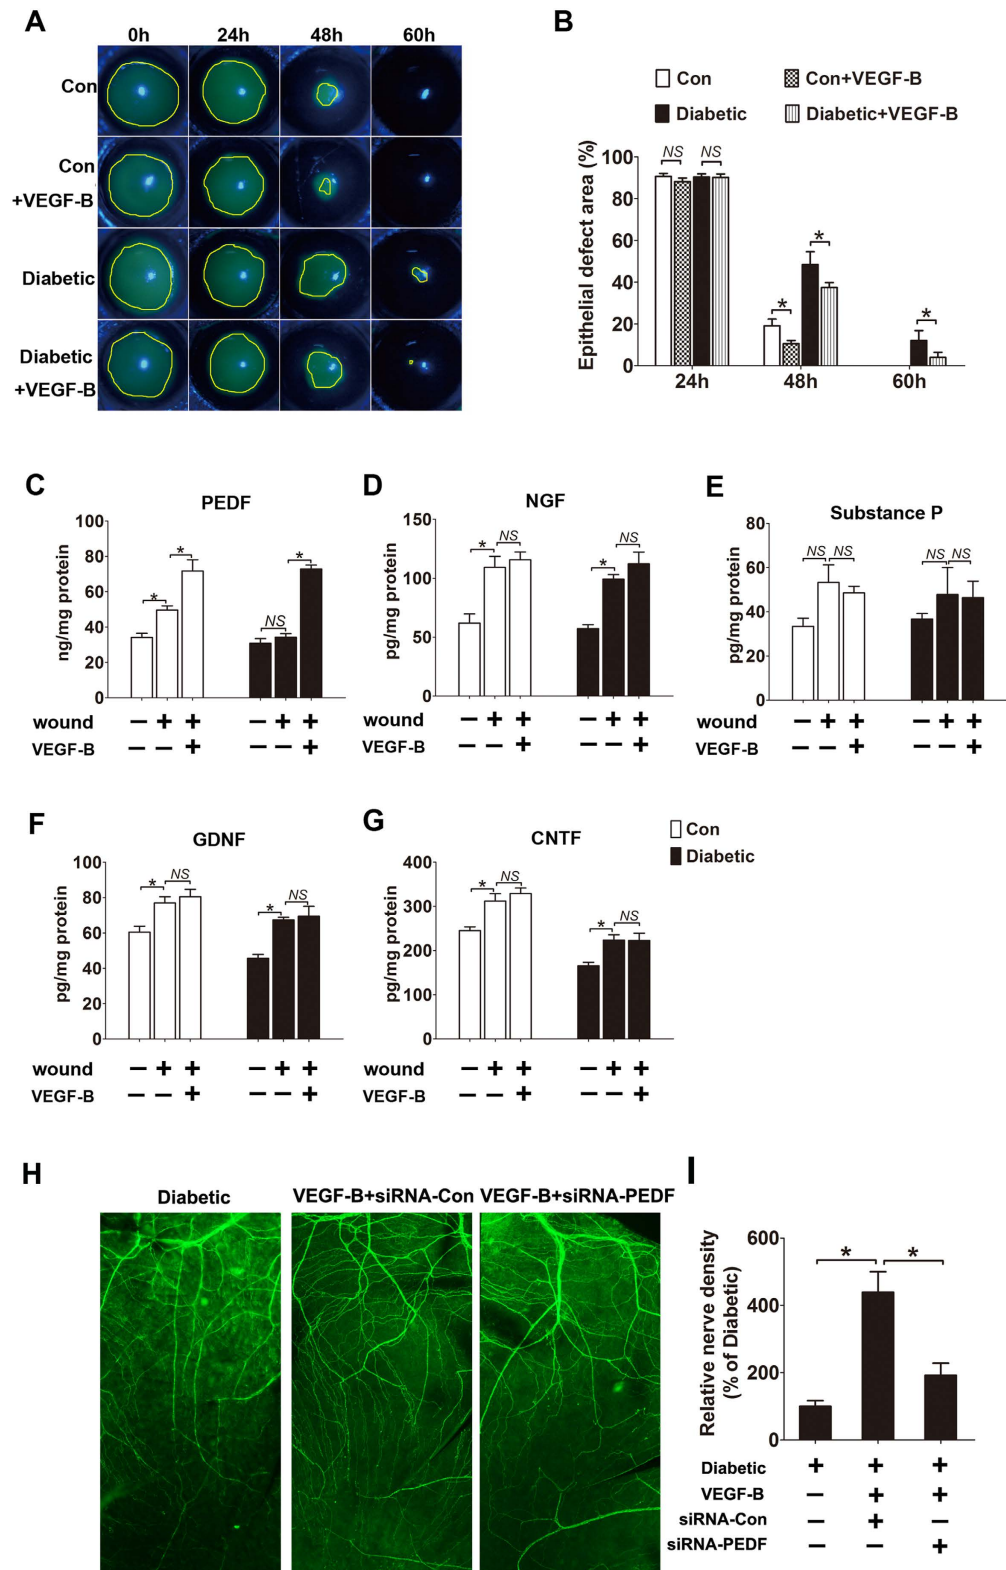 A
0h 24h 48h 60h
Con
Con
+VEGF-B
Diabetic
Diabetic
+VEGF-B
B
Con Con+VEGF-B
Diabetic Diabetic+VEGF-B
Epithelial defect area (%)
100
80
60
40
20
0
NS NS
* *
*
24h 48h 60h
C
PEDF
ng/mg protein
100
80
60
40
20
0
* * NS *
wound − + + − + +
VEGF-B − − + − − +
D
NGF
pg/mg protein
150
100
50
0
* NS * NS
wound − + + − + +
VEGF-B − − + − − +
E
Substance P
pg/mg protein
80
60
40
20
0
NS NS NS NS
wound − + + − + +
VEGF-B − − + − − +
F
GDNF
pg/mg protein
100
80
60
40
20
0
* NS * NS
wound − + + − + +
VEGF-B − − + − − +
G
CNTF
pg/mg protein
400
300
200
100
0
* NS * NS
wound − + + − + +
VEGF-B − − + − − +
Con
Diabetic
H
Diabetic VEGF-B+siRNA-Con VEGF-B+siRNA-PEDF
I
Relative nerve density
(% of Diabetic)
600
400
200
0
* *
Diabetic + + +
VEGF-B − + +
siRNA-Con − + −
siRNA-PEDF − − +